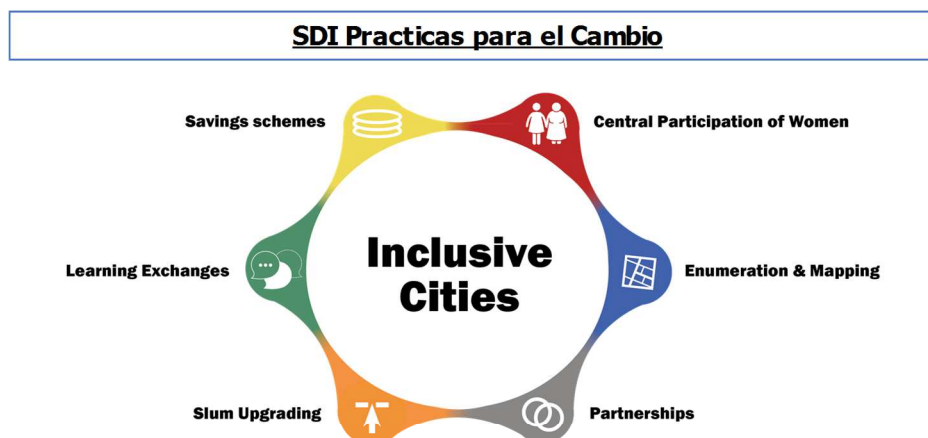 SDI Practicas para el Cambio
Savings schemes
Central Participation of Women
Learning Exchanges
Inclusive
Cities
Enumeration & Mapping
Slum Upgrading
Partnerships